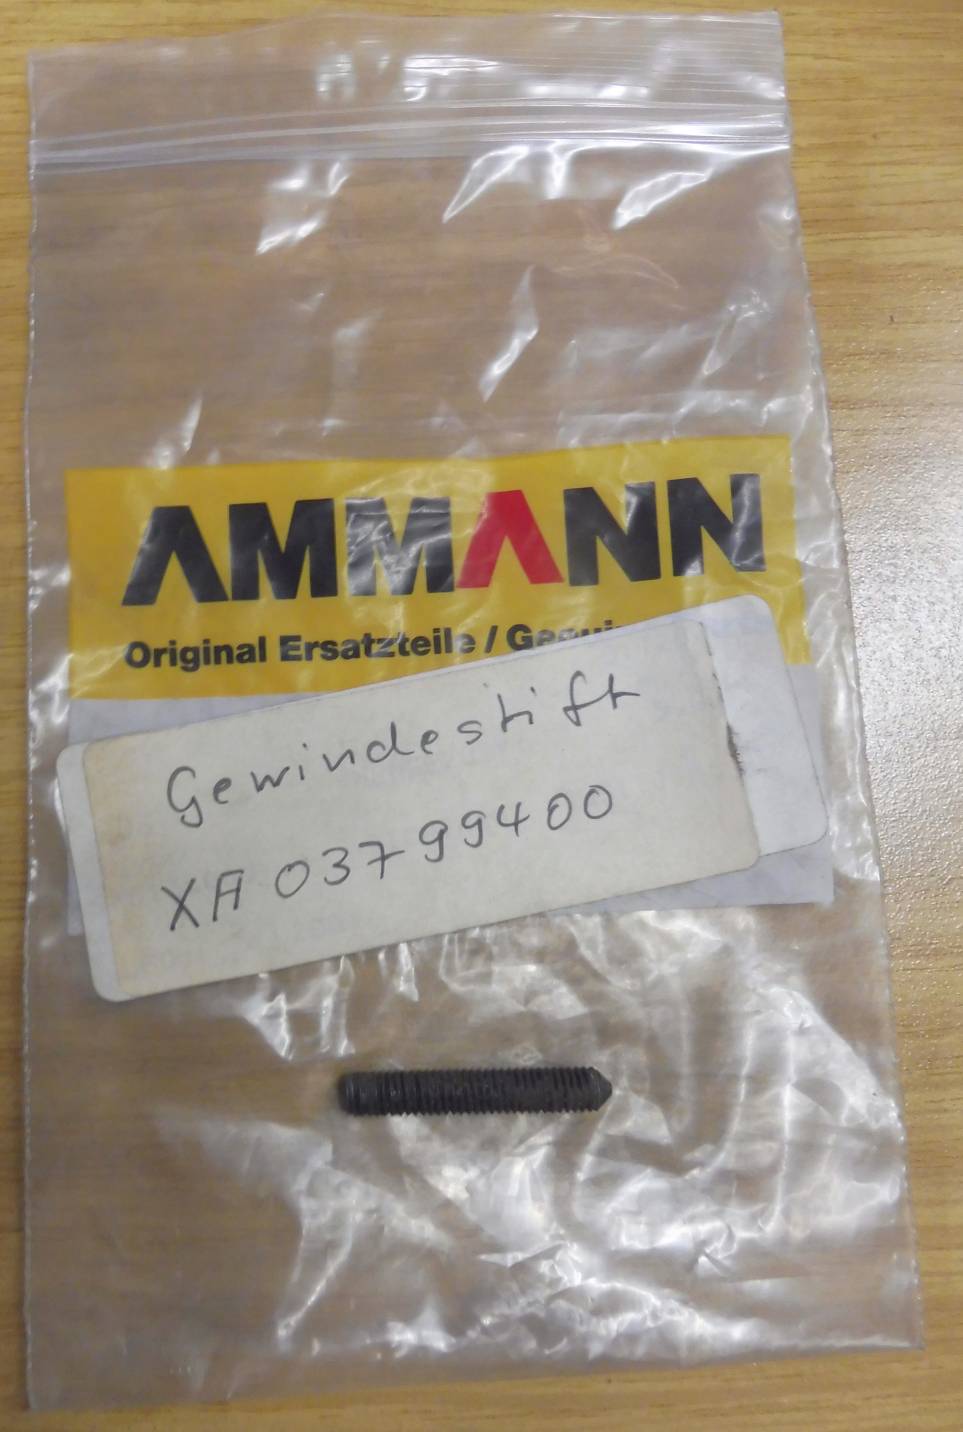 AMMANN
Original Ersatzteile /
Gewindestift
XA 03799400